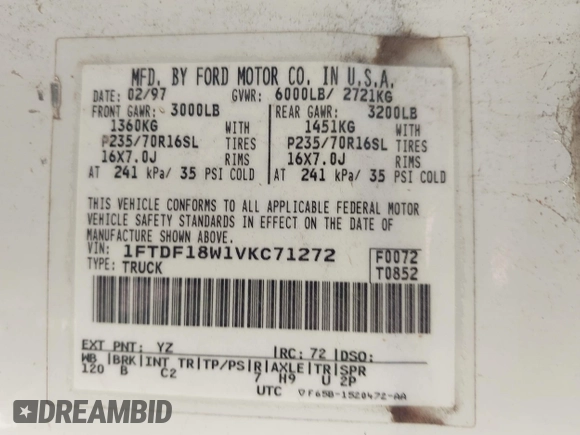 MFD. BY FORD MOTOR CO. IN U.S.A.
DATE: 02/97 GVWR: 6000LB/ 2721KG
FRONT GAWR: 3000LB REAR GAWR: 3200LB
1360KG WITH 1451KG WITH
P235/70R16SL TIRES P235/70R16SL TIRES
16X7.0J RIMS 16X7.0J RIMS
AT 241 kPa/ 35 PSI COLD AT 241 kPa/ 35 PSI COLD
THIS VEHICLE CONFORMS TO ALL APPLICABLE FEDERAL MOTOR
VEHICLE SAFETY STANDARDS IN EFFECT ON THE DATE OF
MANUFACTURE SHOWN ABOVE.
VIN: 1FTDF18W1VKC71272 F0072
TYPE: TRUCK T0852
EXT PNT: YZ RC: 72 DSO:
WB BRK INT TR TP/PS R AXLE TR SPR
120 B C2 7 H9 U 2P
UTC ▽F65B-1520472-AA
DREAMBID